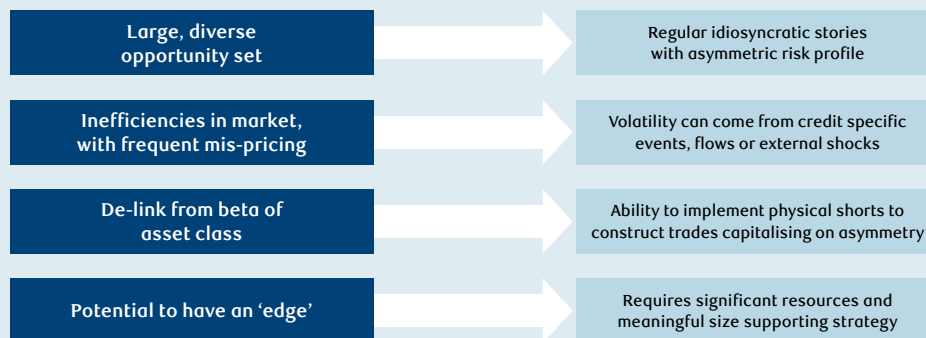 Large, diverse
opportunity set
Regular idiosyncratic stories
with asymmetric risk profile
Inefficiencies in market,
with frequent mis-pricing
Volatility can come from credit specific
events, flows or external shocks
De-link from beta of
asset class
Ability to implement physical shorts to
construct trades capitalising on asymmetry
Potential to have an ‘edge’
Requires significant resources and
meaningful size supporting strategy